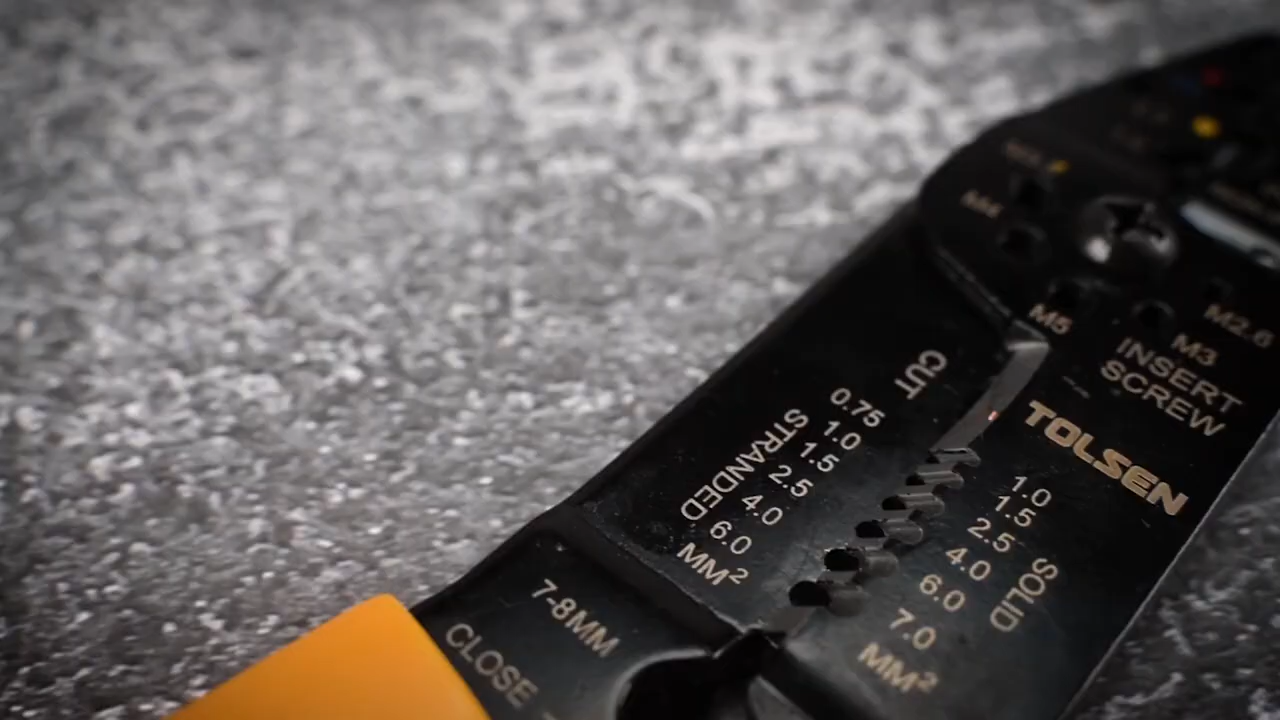 M4
M5
M2.6
M3
INSERT
SCREW
TOLSEN
CUT
STRANDED
0.75
1.0
1.5
2.5
4.0
6.0
MM²
1.0
1.5
2.5
4.0
6.0
7.0
MM²
SOLID
7-8MM
CLOSE